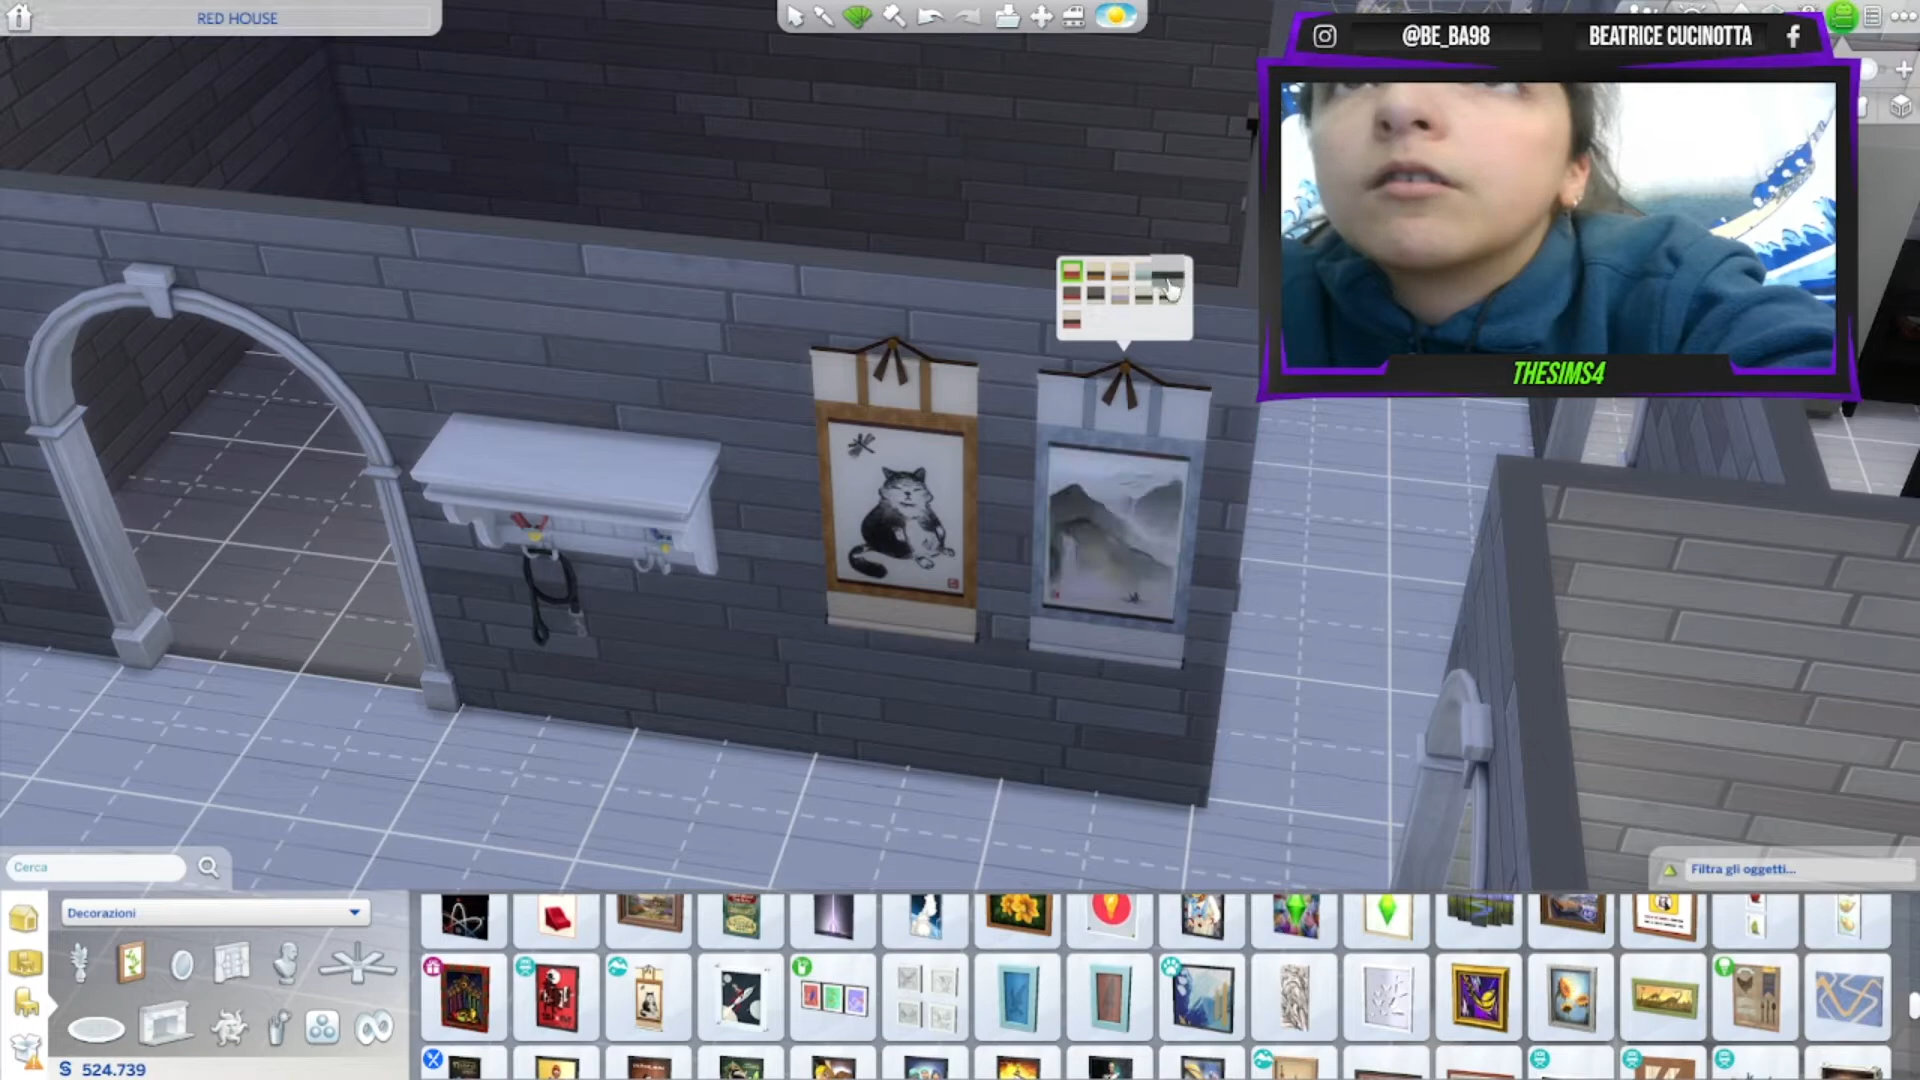 RED HOUSE
@BE_BA98
BEATRICE CUCINOTTA
THESIMS4
Cerca
Filtra gli oggetti...
Decorazioni
S 524.739